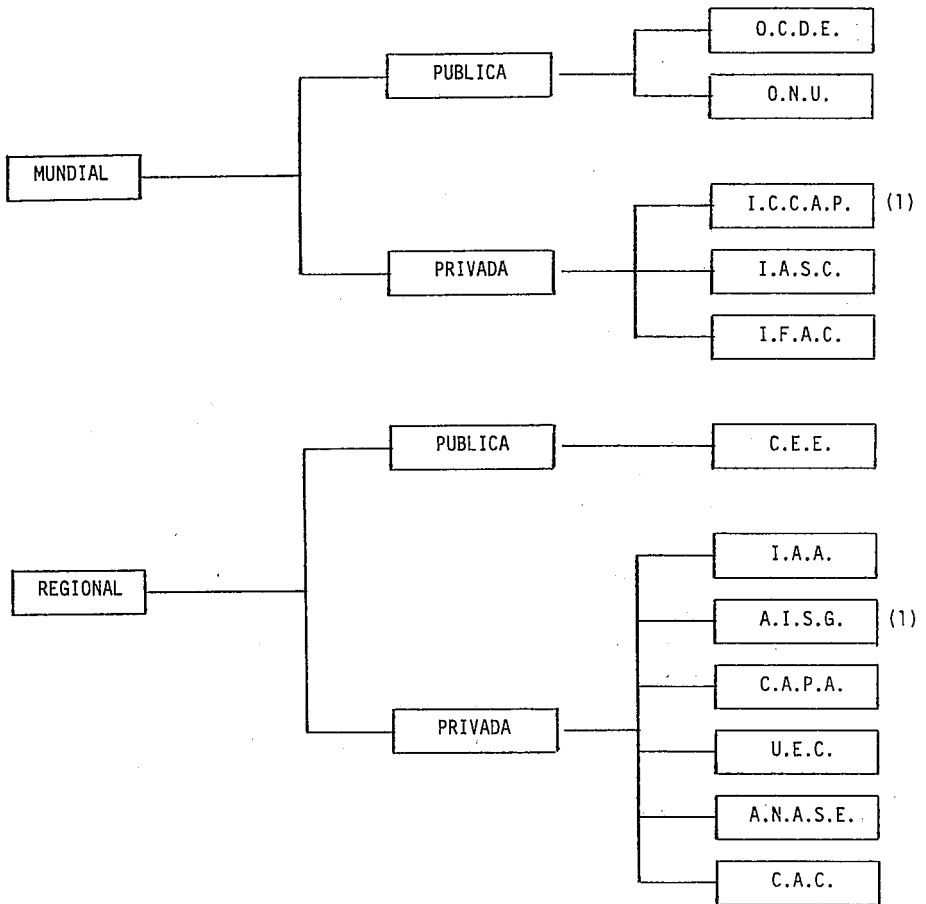 MUNDIAL
PUBLICA
O.C.D.E.
O.N.U.
PRIVADA
I.C.C.A.P. (1)
I.A.S.C.
I.F.A.C.
REGIONAL
PUBLICA
C.E.E.
PRIVADA
I.A.A.
A.I.S.G. (1)
C.A.P.A.
U.E.C.
A.N.A.S.E.
C.A.C.